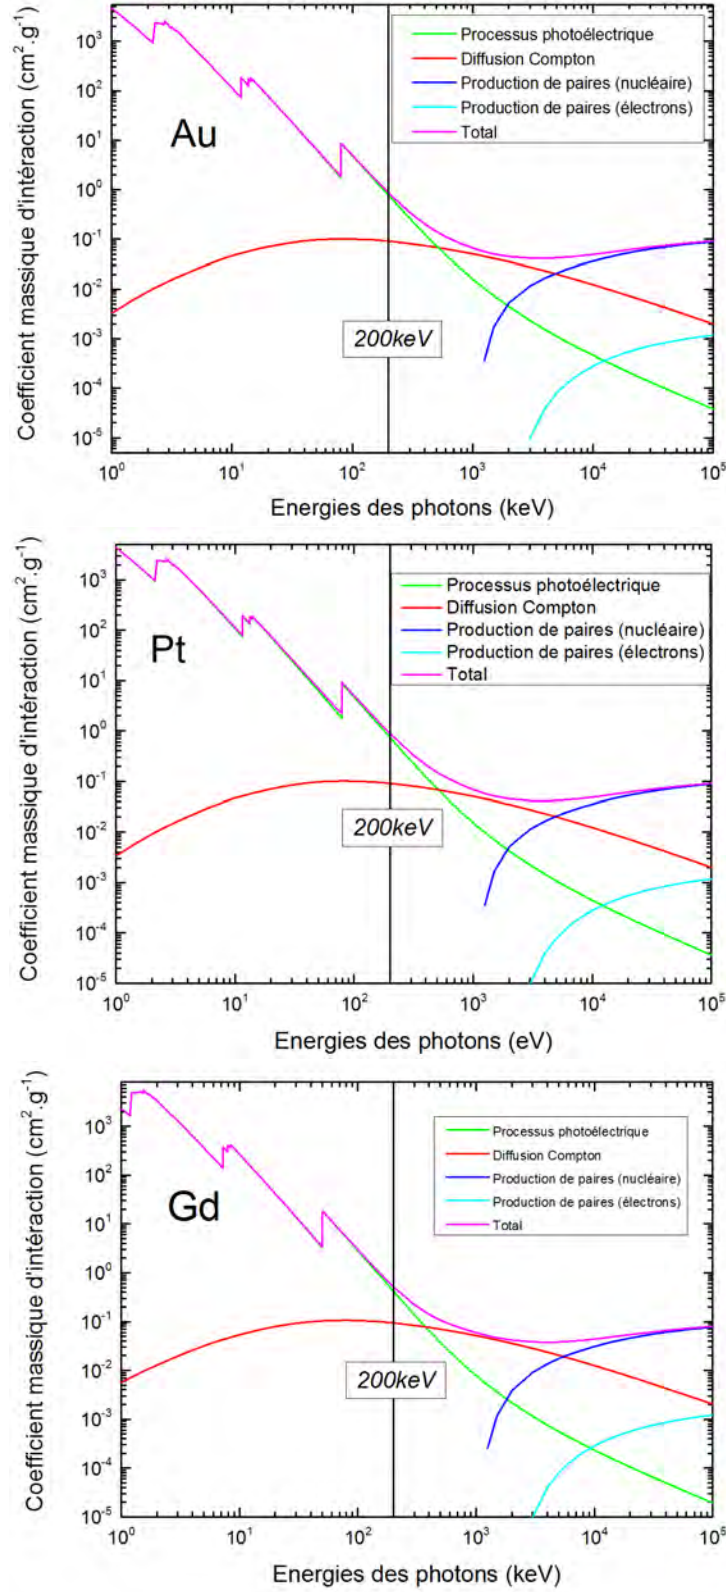 Coefficient massique d'intéraction (cm².g⁻¹)
10³
10²
10¹
10⁰
10⁻¹
10⁻²
10⁻³
10⁻⁴
10⁻⁵
Au
Processus photoélectrique
Diffusion Compton
Production de paires (nucléaire)
Production de paires (électrons)
Total
200keV
10⁰ 10¹ 10² 10³ 10⁴ 10⁵
Energies des photons (keV)
Coefficient massique d'intéraction (cm².g⁻¹)
10³
10²
10¹
10⁰
10⁻¹
10⁻²
10⁻³
10⁻⁴
10⁻⁵
Pt
Processus photoélectrique
Diffusion Compton
Production de paires (nucléaire)
Production de paires (électrons)
Total
200keV
10⁰ 10¹ 10² 10³ 10⁴ 10⁵
Energies des photons (eV)
Coefficient massique d'intéraction (cm².g⁻¹)
10³
10²
10¹
10⁰
10⁻¹
10⁻²
10⁻³
10⁻⁴
10⁻⁵
Gd
Processus photoélectrique
Diffusion Compton
Production de paires (nucléaire)
Production de paires (électrons)
Total
200keV
10⁰ 10¹ 10² 10³ 10⁴ 10⁵
Energies des photons (keV)